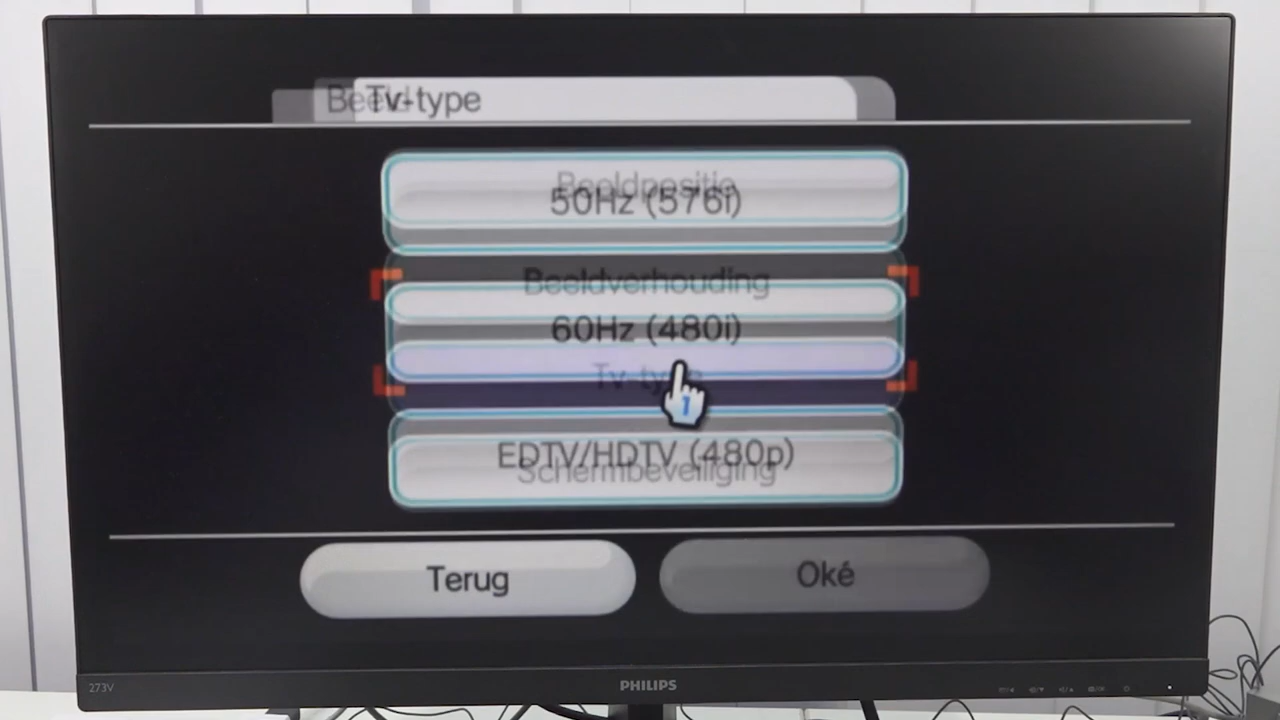 Beeld
Tv-type
Beeldpositie
50Hz (576i)
Beeldverhouding
60Hz (480i)
Tv-type
1
EDTV/HDTV (480p)
Schermbeveiliging
Terug
Oké
273V
PHILIPS